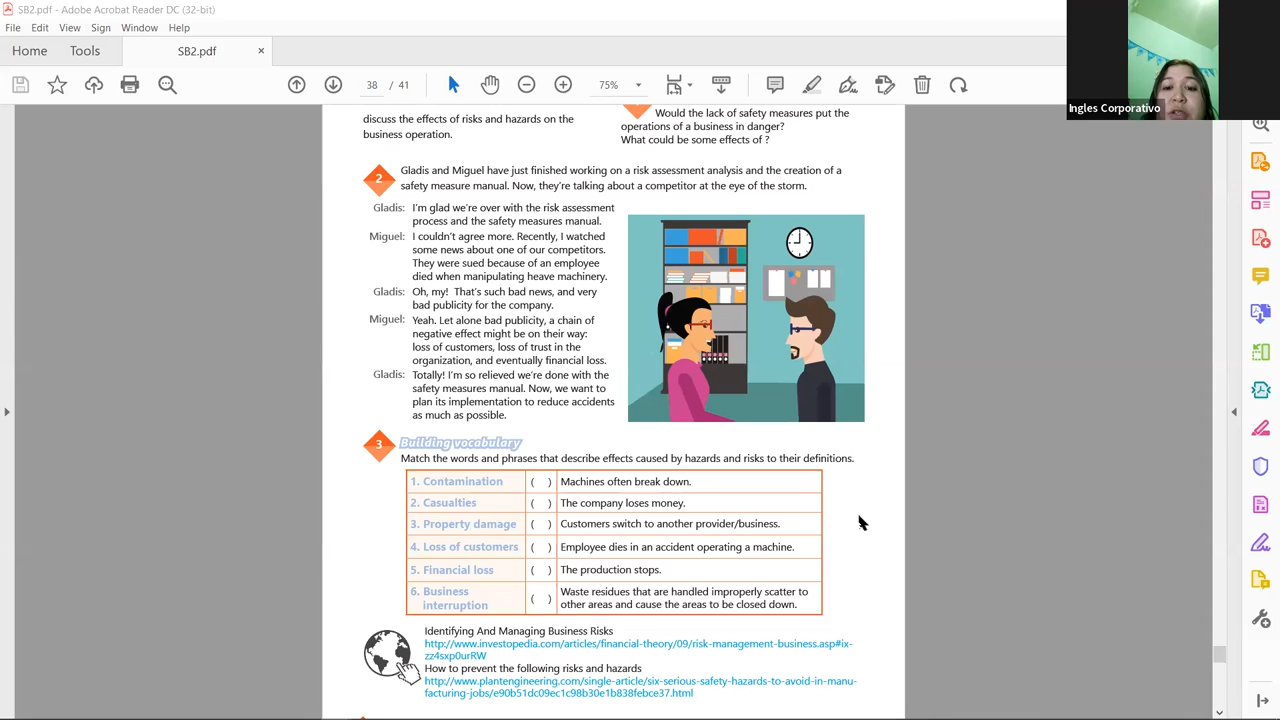 SB2.pdf - Adobe Acrobat Reader DC (32-bit)
File Edit View Sign Window Help
Home Tools SB2.pdf ×
38 / 41 75%
Ingles Corporativo
discuss the effects of risks and hazards on the
business operation.
Would the lack of safety measures put the
operations of a business in danger?
What could be some effects of ?
2 Gladis and Miguel have just finished working on a risk assessment analysis and the creation of a
safety measure manual. Now, they're talking about a competitor at the eye of the storm.
Gladis: I'm glad we're over with the risk assessment
process and the safety measures manual.
Miguel: I couldn't agree more. Recently, I watched
some news about one of our competitors.
They were sued because of an employee
died when manipulating heave machinery.
Gladis: Oh, my! That's such bad news, and very
bad publicity for the company.
Miguel: Yeah. Let alone bad publicity, a chain of
negative effect might be on their way:
loss of customers, loss of trust in the
organization, and eventually financial loss.
Gladis: Totally! I'm so relieved we're done with the
safety measures manual. Now, we want to
plan its implementation to reduce accidents
as much as possible.
3 Building vocabulary
Match the words and phrases that describe effects caused by hazards and risks to their definitions.
1. Contamination ( ) Machines often break down.
2. Casualties ( ) The company loses money.
3. Property damage ( ) Customers switch to another provider/business.
4. Loss of customers ( ) Employee dies in an accident operating a machine.
5. Financial loss ( ) The production stops.
6. Business interruption ( ) Waste residues that are handled improperly scatter to
other areas and cause the areas to be closed down.
Identifying And Managing Business Risks
http://www.investopedia.com/articles/financial-theory/09/risk-management-business.asp#ix-
zz4sxp0urRW
How to prevent the following risks and hazards
http://www.plantengineering.com/single-article/six-serious-safety-hazards-to-avoid-in-manu-
facturing-jobs/e90b51dc09ec1c98b30e1b838febce37.html